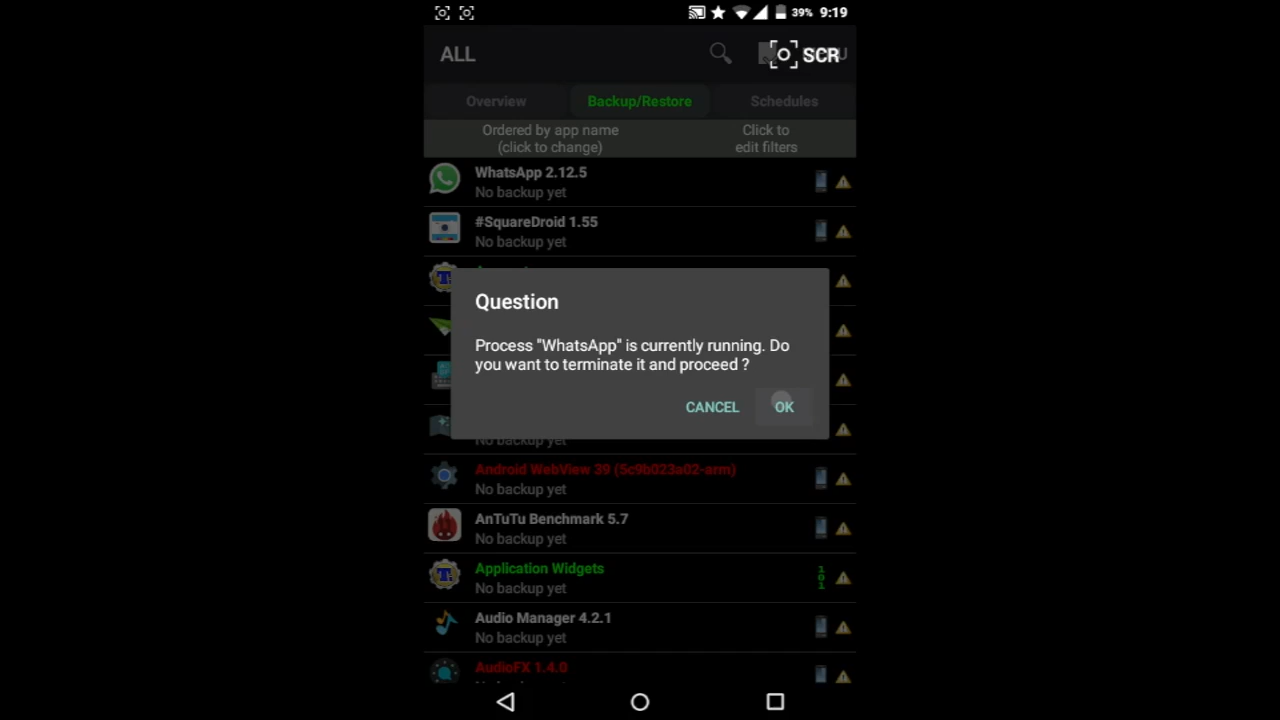 39% 9:19
ALL
SCR
Overview
Backup/Restore
Schedules
Ordered by app name
(click to change)
Click to
edit filters
WhatsApp 2.12.5
No backup yet
#SquareDroid 1.55
No backup yet
Question
Process "WhatsApp" is currently running. Do
you want to terminate it and proceed ?
CANCEL
OK
No backup yet
Android WebView 39 (5c9b023a02-arm)
No backup yet
AnTuTu Benchmark 5.7
No backup yet
Application Widgets
No backup yet
Audio Manager 4.2.1
No backup yet
AudioFX 1.4.0